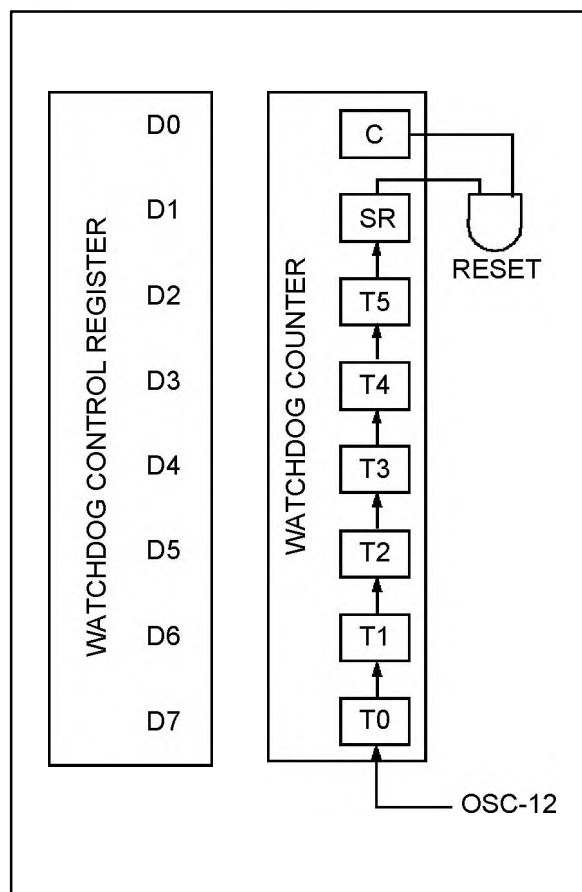 WATCHDOG CONTROL REGISTER
D0
D1
D2
D3
D4
D5
D6
D7
WATCHDOG COUNTER
C
SR
T5
T4
T3
T2
T1
T0
RESET
OSC-12